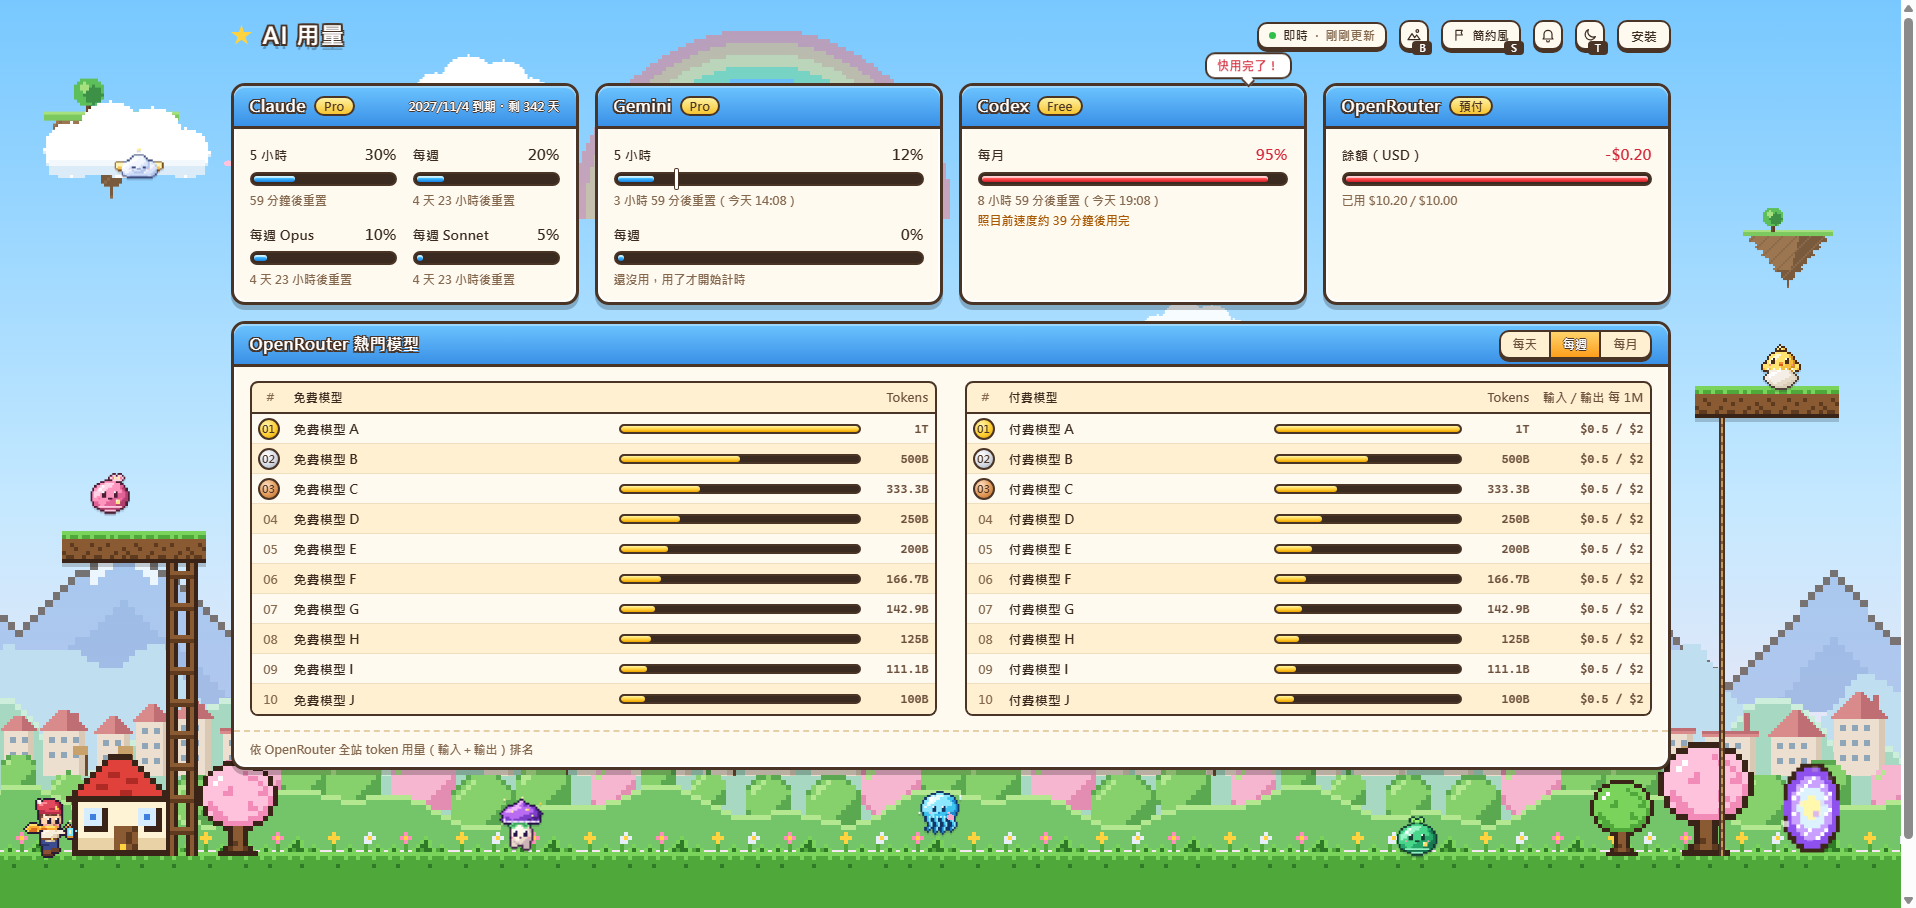 AI 用量
即時 · 剛剛更新
B
簡約風
S
T
安裝
快用完了！
Claude Pro 2027/11/4 到期 · 剩 342 天
5 小時 30%
59 分鐘後重置
每週 20%
4 天 23 小時後重置
每週 Opus 10%
4 天 23 小時後重置
每週 Sonnet 5%
4 天 23 小時後重置
Gemini Pro
5 小時 12%
3 小時 59 分後重置（今天 14:08）
每週 0%
還沒用，用了才開始計時
Codex Free
每月 95%
8 小時 59 分後重置（今天 19:08）
照目前速度約 39 分鐘後用完
OpenRouter 預付
餘額（USD） -$0.20
已用 $10.20 / $10.00
OpenRouter 熱門模型
每天 每週 每月
# 免費模型 Tokens
01 免費模型 A 1T
02 免費模型 B 500B
03 免費模型 C 333.3B
04 免費模型 D 250B
05 免費模型 E 200B
06 免費模型 F 166.7B
07 免費模型 G 142.9B
08 免費模型 H 125B
09 免費模型 I 111.1B
10 免費模型 J 100B
# 付費模型 Tokens 輸入 / 輸出 每 1M
01 付費模型 A 1T $0.5 / $2
02 付費模型 B 500B $0.5 / $2
03 付費模型 C 333.3B $0.5 / $2
04 付費模型 D 250B $0.5 / $2
05 付費模型 E 200B $0.5 / $2
06 付費模型 F 166.7B $0.5 / $2
07 付費模型 G 142.9B $0.5 / $2
08 付費模型 H 125B $0.5 / $2
09 付費模型 I 111.1B $0.5 / $2
10 付費模型 J 100B $0.5 / $2
依 OpenRouter 全站 token 用量（輸入 + 輸出）排名